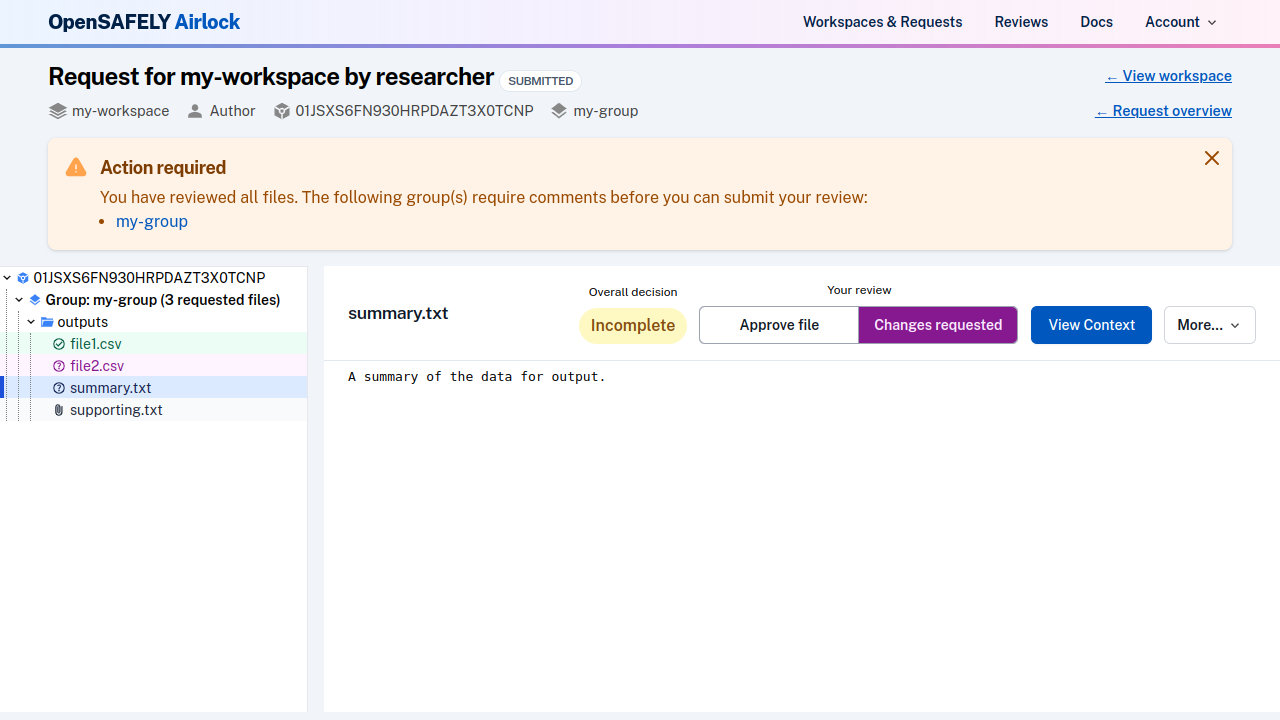 OpenSAFELY Airlock
Workspaces & Requests
Reviews
Docs
Account
Request for my-workspace by researcher
SUBMITTED
← View workspace
my-workspace
Author
01JSXS6FN930HRPDAZT3X0TCNP
my-group
← Request overview
Action required
You have reviewed all files. The following group(s) require comments before you can submit your review:
• my-group
01JSXS6FN930HRPDAZT3X0TCNP
Group: my-group (3 requested files)
outputs
file1.csv
file2.csv
summary.txt
supporting.txt
summary.txt
Overall decision
Incomplete
Your review
Approve file
Changes requested
View Context
More...
A summary of the data for output.